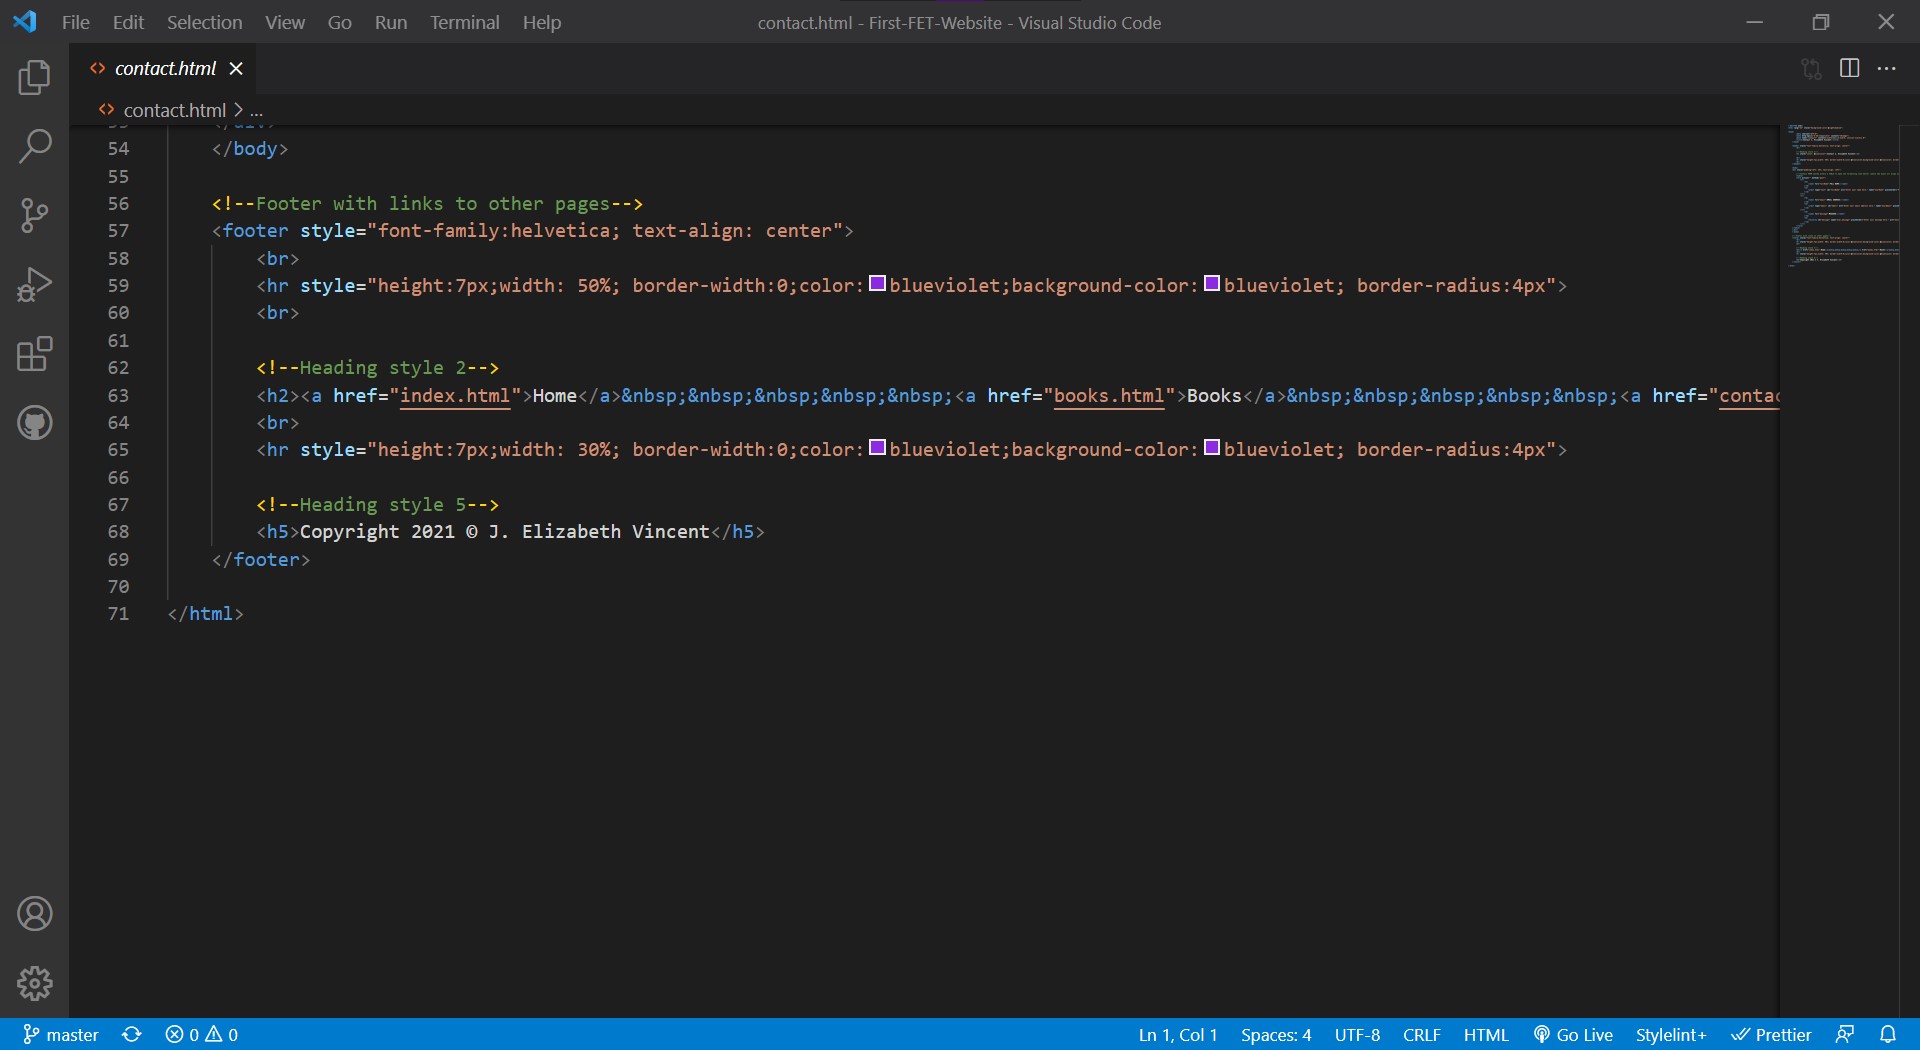 File Edit Selection View Go Run Terminal Help contact.html - First-FET-Website - Visual Studio Code
contact.html
contact.html > ...
53 </div>
54 </body>
55
56 <!--Footer with links to other pages-->
57 <footer style="font-family:helvetica; text-align: center">
58 <br>
59 <hr style="height:7px;width: 50%; border-width:0;color:blueviolet;background-color:blueviolet; border-radius:4px">
60 <br>
61
62 <!--Heading style 2-->
63 <h2><a href="index.html">Home</a>&nbsp;&nbsp;&nbsp;&nbsp;&nbsp;<a href="books.html">Books</a>&nbsp;&nbsp;&nbsp;&nbsp;&nbsp;<a href="contac
64 <br>
65 <hr style="height:7px;width: 30%; border-width:0;color:blueviolet;background-color:blueviolet; border-radius:4px">
66
67 <!--Heading style 5-->
68 <h5>Copyright 2021 © J. Elizabeth Vincent</h5>
69 </footer>
70
71 </html>
master 0 0 Ln 1, Col 1 Spaces: 4 UTF-8 CRLF HTML Go Live Stylelint+ Prettier